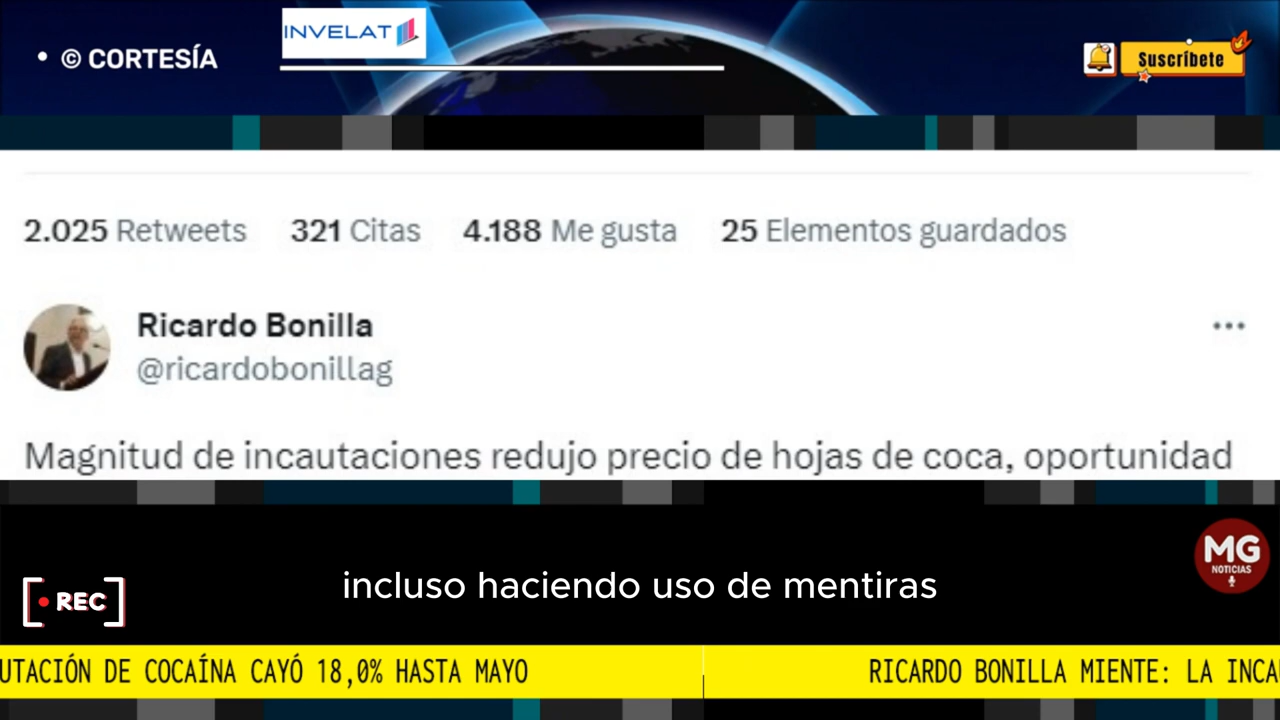 • © CORTESÍA
INVELAT
Suscríbete
2.025 Retweets 321 Citas 4.188 Me gusta 25 Elementos guardados
Ricardo Bonilla
@ricardobonillag
Magnitud de incautaciones redujo precio de hojas de coca, oportunidad
MG
NOTICIAS
incluso haciendo uso de mentiras
REC
UTACIÓN DE COCAÍNA CAYÓ 18,0% HASTA MAYO RICARDO BONILLA MIENTE: LA INCA